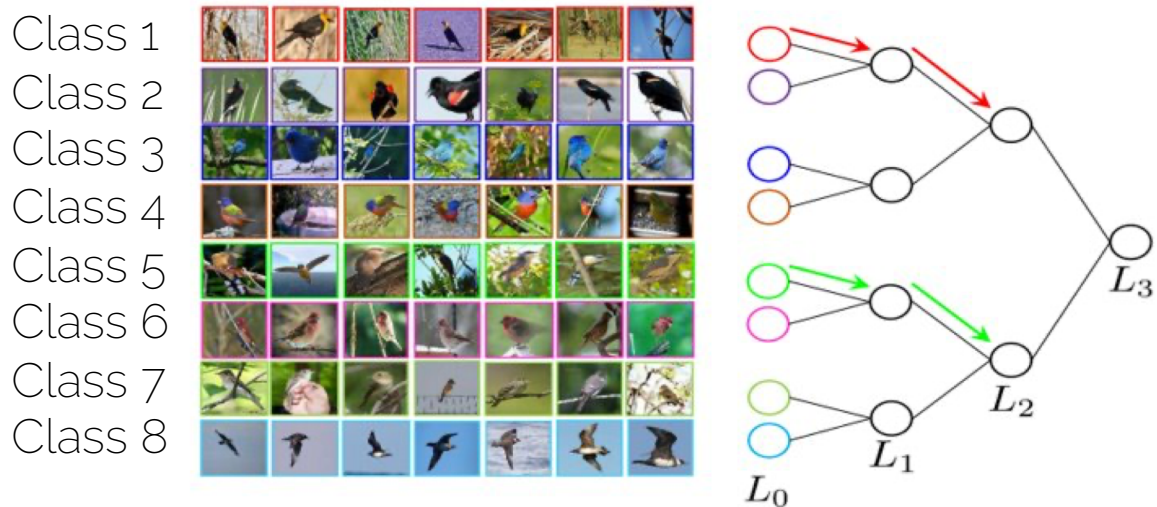 Class 1
Class 2
Class 3
Class 4
Class 5
Class 6
Class 7
Class 8
L₃
L₂
L₁
L₀